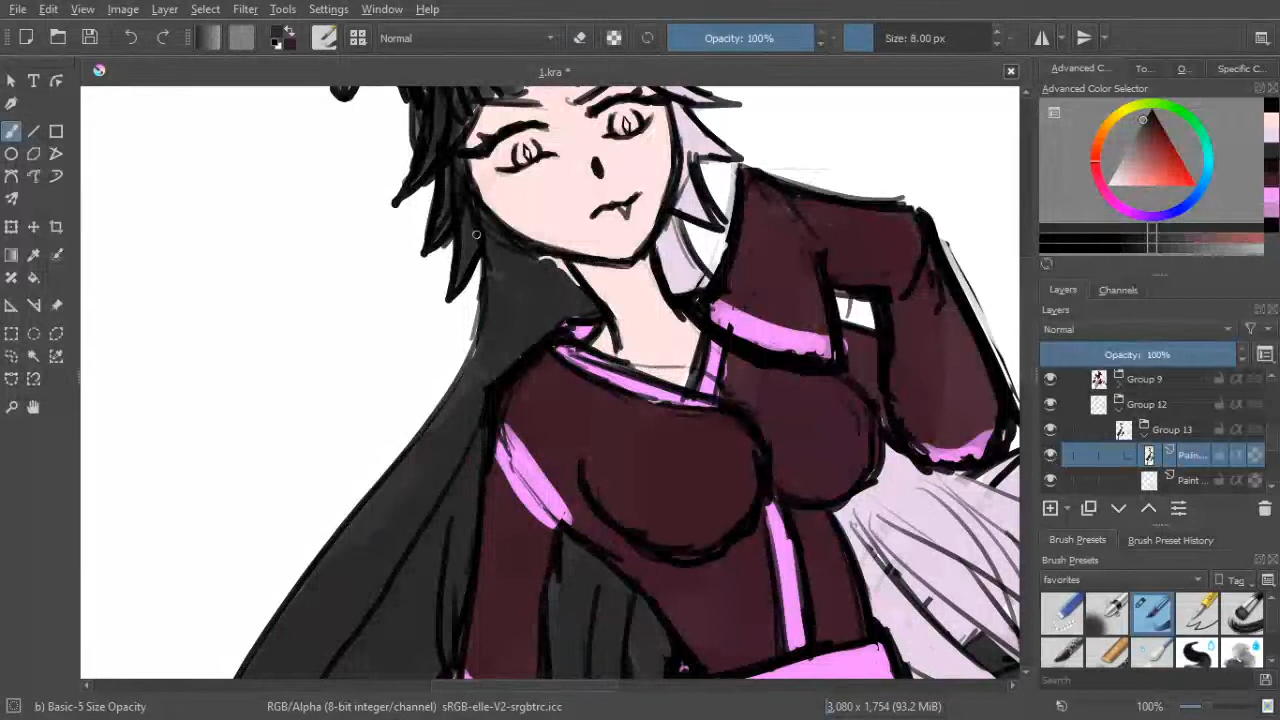 File Edit View Image Layer Select Filter Tools Settings Window Help
Normal Opacity: 100% Size: 8.00 px
1.kra *
Advanced C... To... O... Specific C...
Advanced Color Selector
Layers Channels
Layers
Normal
Opacity: 100%
Group 9
Group 12
Group 13
Pain...
Paint ...
Brush Presets Brush Preset History
Brush Presets
favorites Tag
Search
b) Basic-5 Size Opacity RGB/Alpha (8-bit integer/channel) sRGB-elle-V2-srgbtrc.icc 3,080 x 1,754 (93.2 MiB) 100%